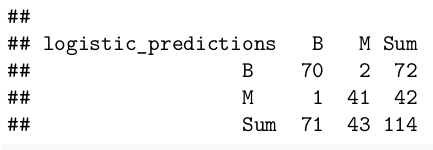 ##
## logistic_predictions B M Sum
## B 70 2 72
## M 1 41 42
## Sum 71 43 114